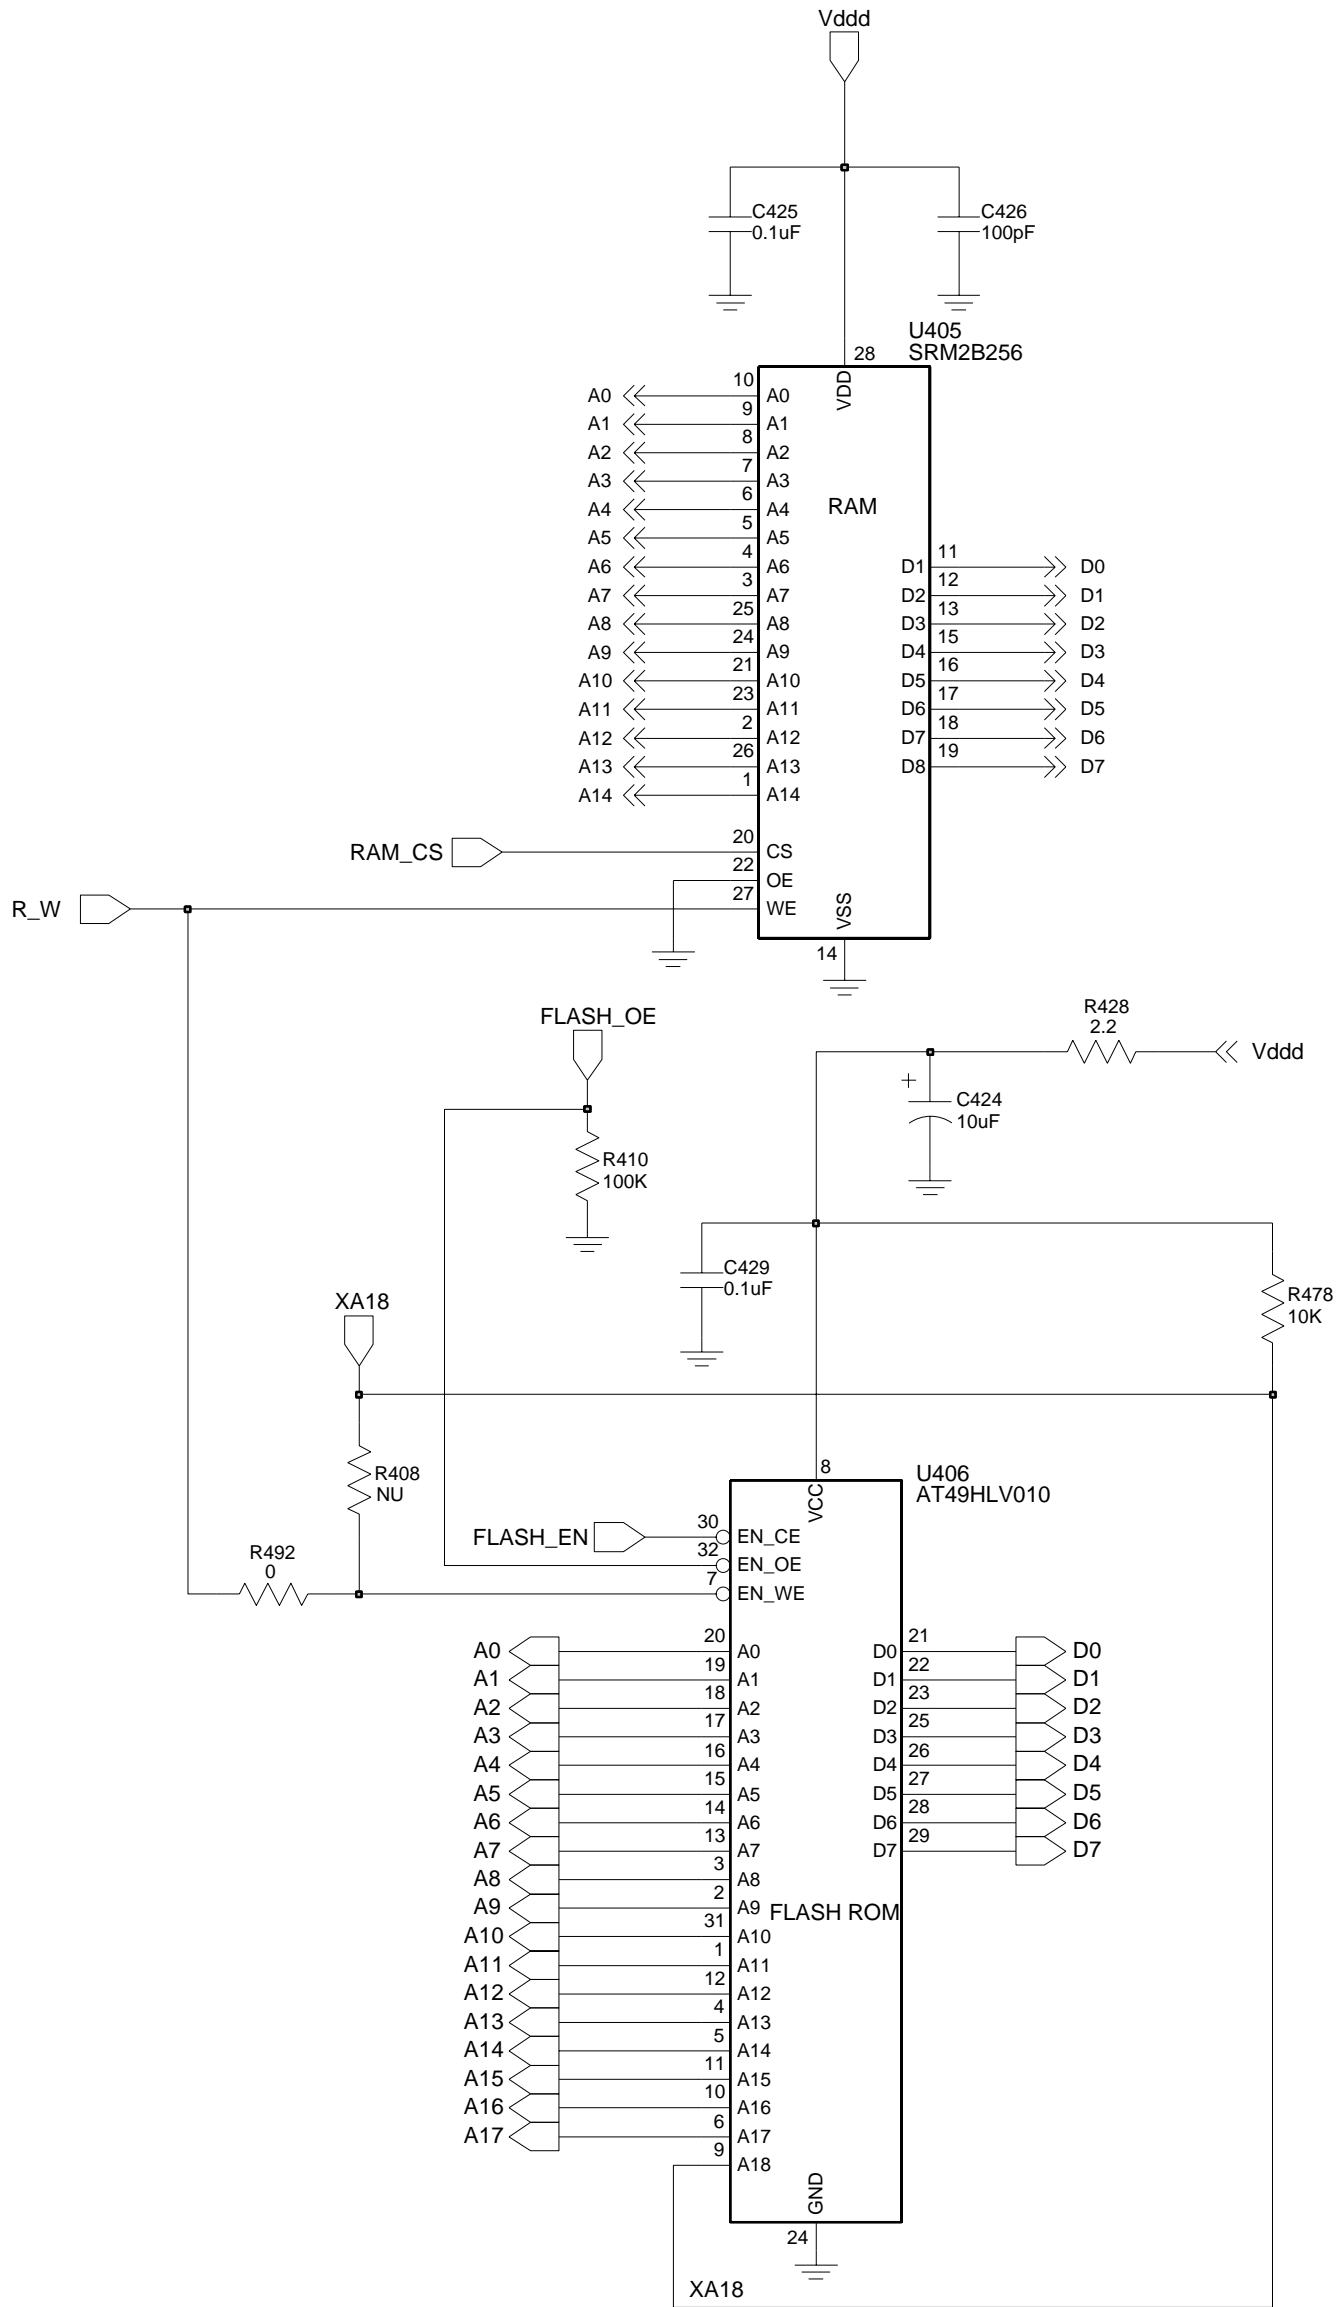 Vddd
C425
0.1uF
C426
100pF
U405
SRM2B256
28
VDD
RAM
A0 10 A0
A1 9 A1
A2 8 A2
A3 7 A3
A4 6 A4
A5 5 A5
A6 4 A6 D1 11 D0
A7 3 A7 D2 12 D1
A8 25 A8 D3 13 D2
A9 24 A9 D4 15 D3
A10 21 A10 D5 16 D4
A11 23 A11 D6 17 D5
A12 2 A12 D7 18 D6
A13 26 A13 D8 19 D7
A14 1 A14
RAM_CS 20 CS
22 OE
R_W 27 WE
VSS
14
FLASH_OE
R428
2.2
Vddd
+
C424
10uF
R410
100K
C429
0.1uF
R478
10K
XA18
R408
NU
U406
AT49HLV010
8
VCC
FLASH_EN 30 EN_CE
32 EN_OE
R492
0
7 EN_WE
A0 20 A0 D0 21 D0
A1 19 A1 D1 22 D1
A2 18 A2 D2 23 D2
A3 17 A3 D3 25 D3
A4 16 A4 D4 26 D4
A5 15 A5 D5 27 D5
A6 14 A6 D6 28 D6
A7 13 A7 D7 29 D7
A8 3 A8
A9 2 A9
FLASH ROM
A10 31 A10
A11 1 A11
A12 12 A12
A13 4 A13
A14 5 A14
A15 11 A15
A16 10 A16
A17 6 A17
9 A18
GND
24
XA18